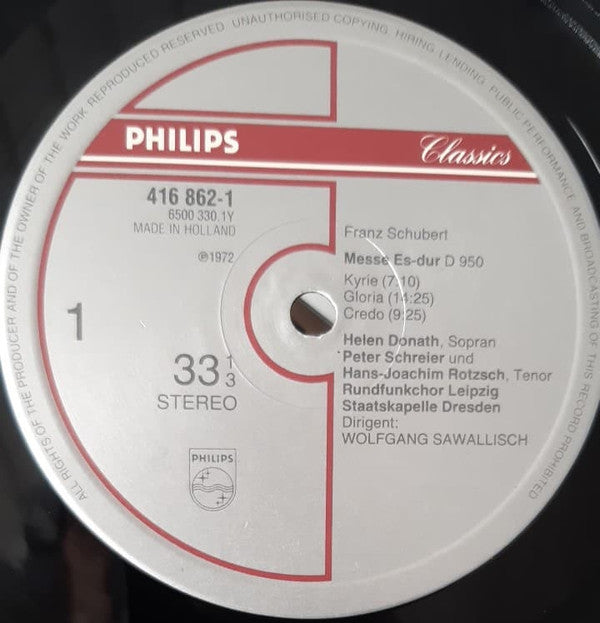 ALL RIGHTS OF THE PRODUCER AND OF THE OWNER OF THE WORK REPRODUCED RESERVED. UNAUTHORISED COPYING, HIRING, LENDING, PUBLIC PERFORMANCE AND BROADCASTING OF THIS RECORD PROHIBITED
PHILIPS Classics
416 862-1
6500 330.1Y
MADE IN HOLLAND
℗1972
1
33 1/3
STEREO
PHILIPS
Franz Schubert
Messe Es-dur D 950
Kyrie (7:10)
Gloria (14:25)
Credo (9:25)
Helen Donath, Sopran
Peter Schreier und
Hans-Joachim Rotzsch, Tenor
Rundfunkchor Leipzig
Staatskapelle Dresden
Dirigent:
WOLFGANG SAWALLISCH